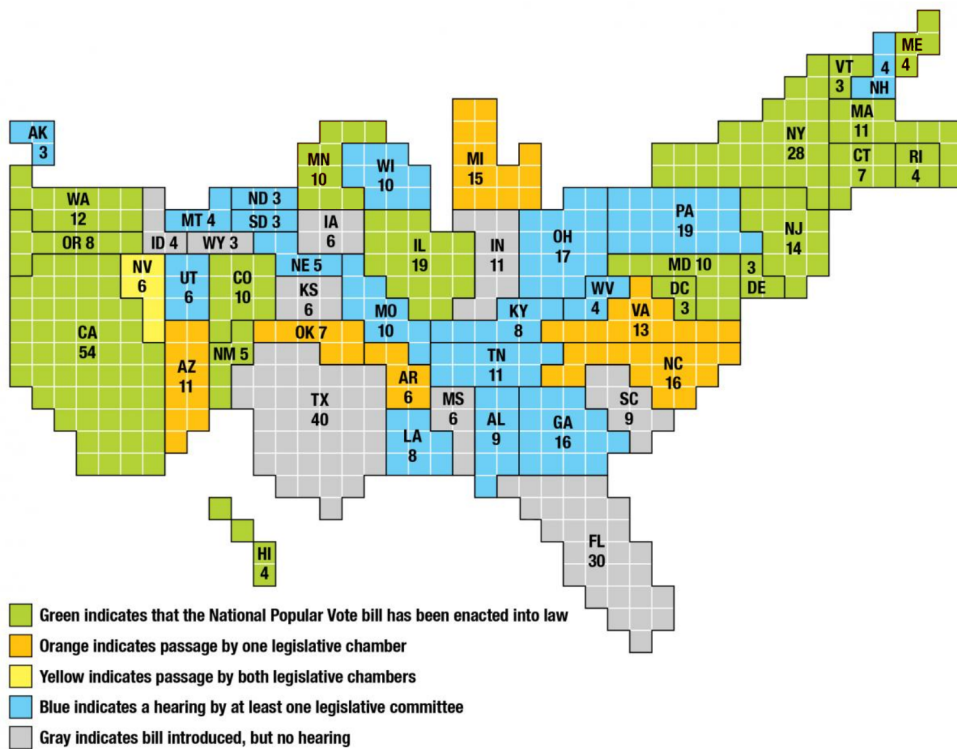 ME
4
VT
3
4
NH
MA
11
NY
28
CT
7
RI
4
AK
3
MN
10
WI
10
MI
15
WA
12
ND 3
MT 4
SD 3
IA
6
PA
19
OR 8
ID 4
WY 3
IL
19
IN
11
OH
17
NJ
14
NV
6
UT
6
CO
10
NE 5
KS
6
MD 10
3
DE
DC
3
WV
4
VA
13
CA
54
MO
10
KY
8
OK 7
AZ
11
NM 5
TN
11
NC
16
TX
40
AR
6
MS
6
SC
9
LA
8
AL
9
GA
16
FL
30
HI
4
Green indicates that the National Popular Vote bill has been enacted into law
Orange indicates passage by one legislative chamber
Yellow indicates passage by both legislative chambers
Blue indicates a hearing by at least one legislative committee
Gray indicates bill introduced, but no hearing